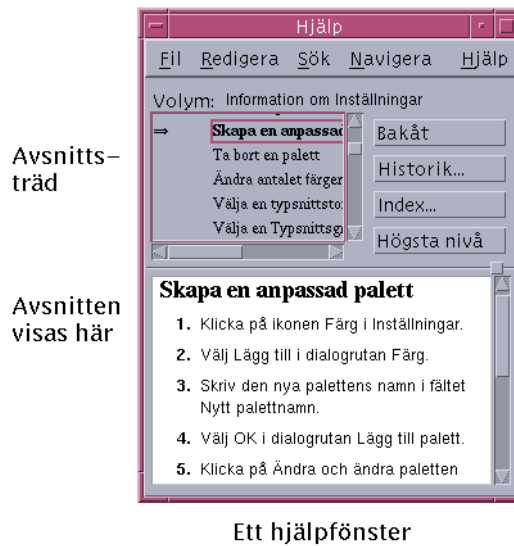 Hjälp
Fil Redigera Sök Navigera Hjälp
Volym: Information om Inställningar
⇒ Skapa en anpassad
Ta bort en palett
Ändra antalet färger
Välja en typsnittsto
Välja en Typsnittsg
Bakåt
Historik...
Index...
Högsta nivå
Avsnitts-
träd
Avsnitten
visas här
Skapa en anpassad palett
1. Klicka på ikonen Färg i Inställningar.
2. Välj Lägg till i dialogrutan Färg.
3. Skriv den nya palettens namn i fältet
Nytt palettnamn.
4. Välj OK i dialogrutan Lägg till palett.
5. Klicka på Ändra och ändra paletten
Ett hjälpfönster